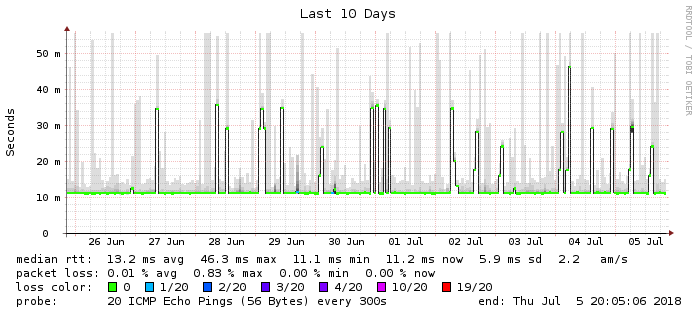 Last 10 Days
RRDTOOL / TOBI OETIKER
Seconds
50 m
40 m
30 m
20 m
10 m
0
26 Jun 27 Jun 28 Jun 29 Jun 30 Jun 01 Jul 02 Jul 03 Jul 04 Jul 05 Jul
median rtt: 13.2 ms avg 46.3 ms max 11.1 ms min 11.2 ms now 5.9 ms sd 2.2 am/s
packet loss: 0.01 % avg 0.83 % max 0.00 % min 0.00 % now
loss color: 0 1/20 2/20 3/20 4/20 10/20 19/20
probe: 20 ICMP Echo Pings (56 Bytes) every 300s end: Thu Jul 5 20:05:06 2018